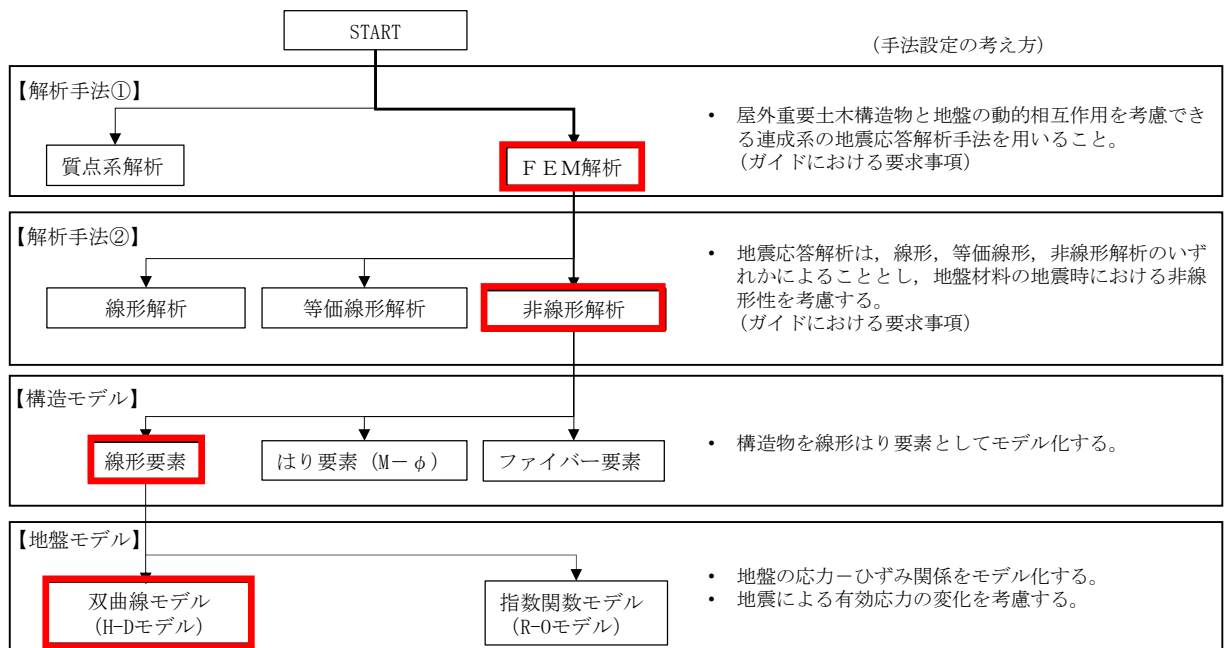 START
(手法設定の考え方)
【解析手法①】
質点系解析
ＦＥＭ解析
• 屋外重要土木構造物と地盤の動的相互作用を考慮でき
る連成系の地震応答解析手法を用いること。
(ガイドにおける要求事項)
【解析手法②】
線形解析
等価線形解析
非線形解析
• 地震応答解析は，線形，等価線形，非線形解析のいず
れかによることとし，地盤材料の地震時における非線
形性を考慮する。
(ガイドにおける要求事項)
【構造モデル】
線形要素
はり要素（M－φ）
ファイバー要素
• 構造物を線形はり要素としてモデル化する。
【地盤モデル】
双曲線モデル
(H-Dモデル)
指数関数モデル
(R-Oモデル)
• 地盤の応力－ひずみ関係をモデル化する。
• 地震による有効応力の変化を考慮する。